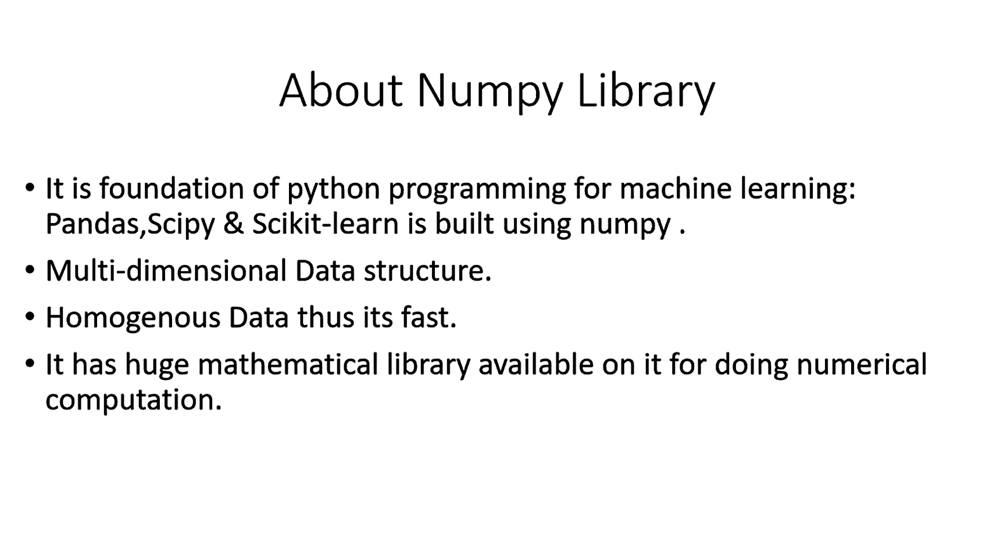 About Numpy Library
• It is foundation of python programming for machine learning:
Pandas,Scipy & Scikit-learn is built using numpy .
• Multi-dimensional Data structure.
• Homogenous Data thus its fast.
• It has huge mathematical library available on it for doing numerical
computation.